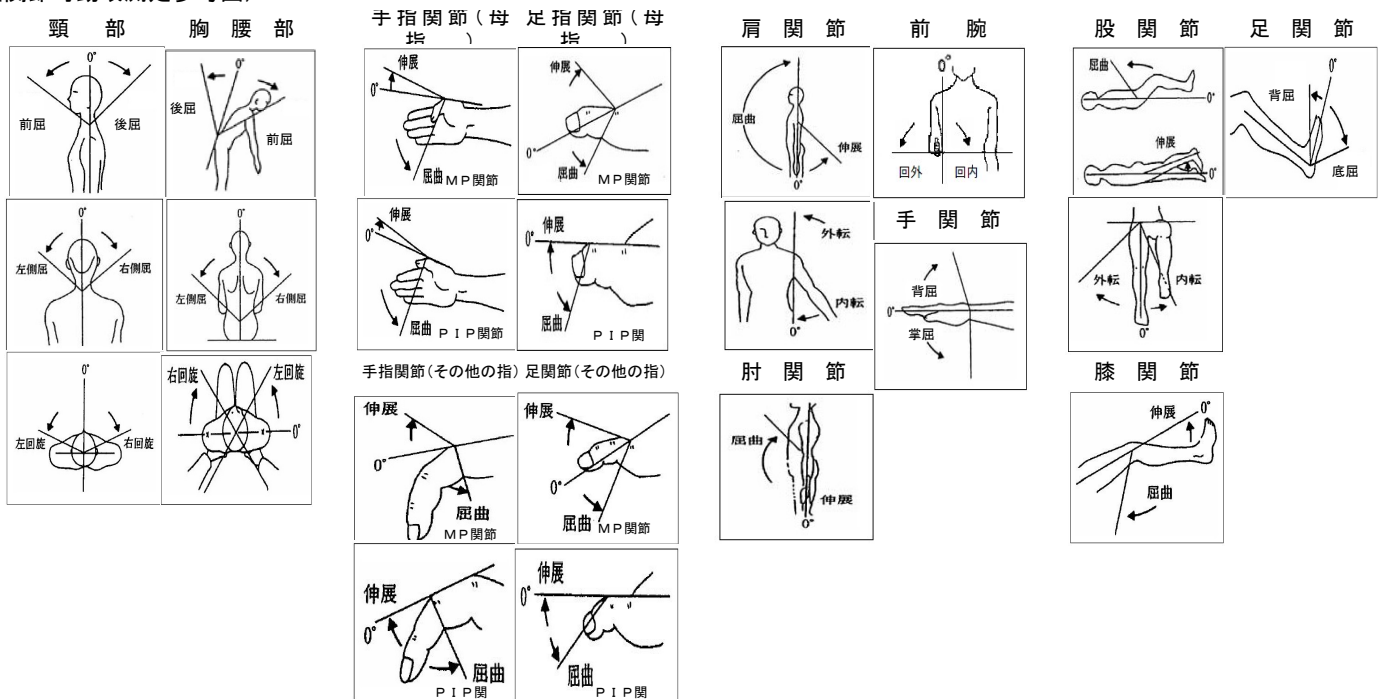 頸部
0°
前屈
後屈
胸腰部
0°
後屈
前屈
0°
左側屈
右側屈
0°
左側屈
右側屈
0°
左回旋
右回旋
右回旋
左回旋
0°
手指関節(母指)
伸展
0°
屈曲
MP関節
足指関節(母指)
伸展
0°
屈曲
MP関節
伸展
0°
屈曲
PIP関節
0°
伸展
屈曲
PIP関
手指関節(その他の指)
伸展
0°
屈曲
MP関節
足関節(その他の指)
伸展
0°
屈曲
MP関節
伸展
0°
屈曲
PIP関
伸展
0°
屈曲
PIP関
肩関節
屈曲
伸展
0°
前腕
0°
回外
回内
外転
内転
0°
手関節
背屈
0°
掌屈
肘関節
屈曲
伸展
0°
股関節
屈曲
0°
伸展
0°
足関節
0°
背屈
底屈
外転
内転
0°
膝関節
伸展
0°
屈曲